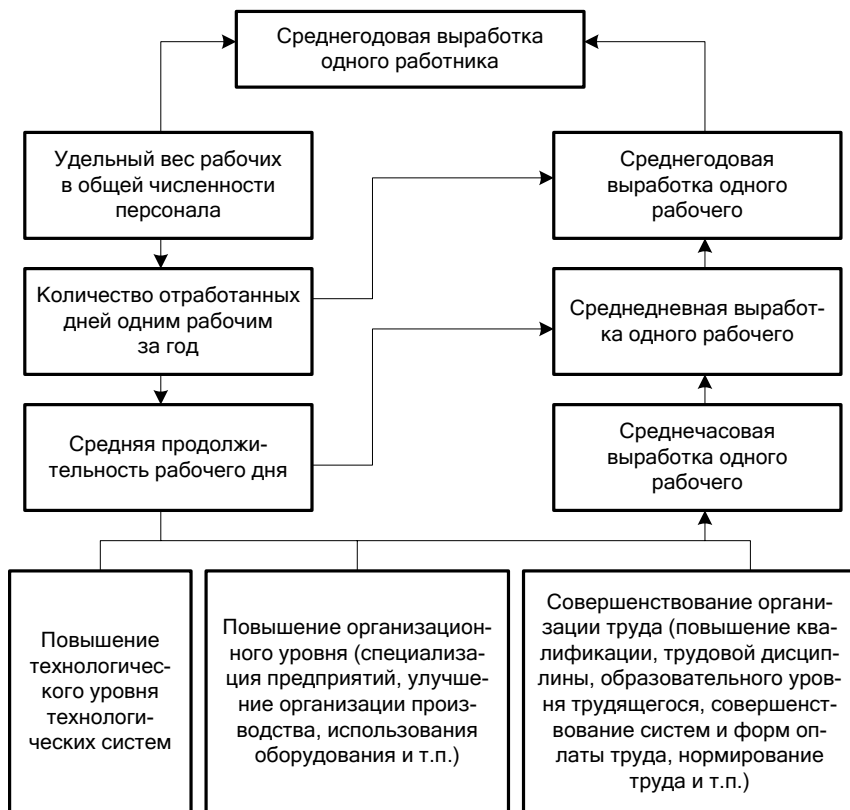 Среднегодовая выработка
одного работника
Удельный вес рабочих
в общей численности
персонала
Среднегодовая
выработка одного
рабочего
Количество отработанных
дней одним рабочим
за год
Среднедневная выработ-
ка одного рабочего
Средняя продолжи-
тельность рабочего дня
Среднечасовая
выработка одного
рабочего
Повышение
технологичес-
кого уровня
технологи-
ческих систем
Повышение организацион-
ного уровня (специализа-
ция предприятий, улучше-
ние организации произ-
водства, использования
оборудования и т.п.)
Совершенствование органи-
зации труда (повышение ква-
лификации, трудовой дисцип-
лины, образовательного уров-
ня трудящегося, совершенст-
вование систем и форм оп-
латы труда, нормирование
труда и т.п.)